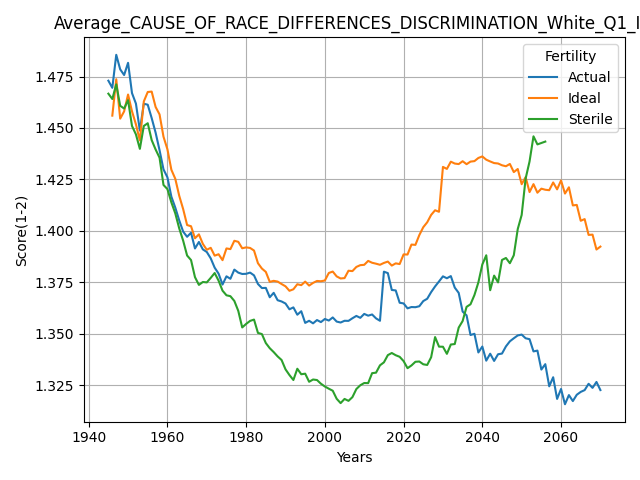 Average_CAUSE_OF_RACE_DIFFERENCES_DISCRIMINATION_White_Q1_I
Fertility
Actual
Ideal
Sterile
1.475
1.450
1.425
1.400
1.375
1.350
1.325
Score(1-2)
1940 1960 1980 2000 2020 2040 2060
Years